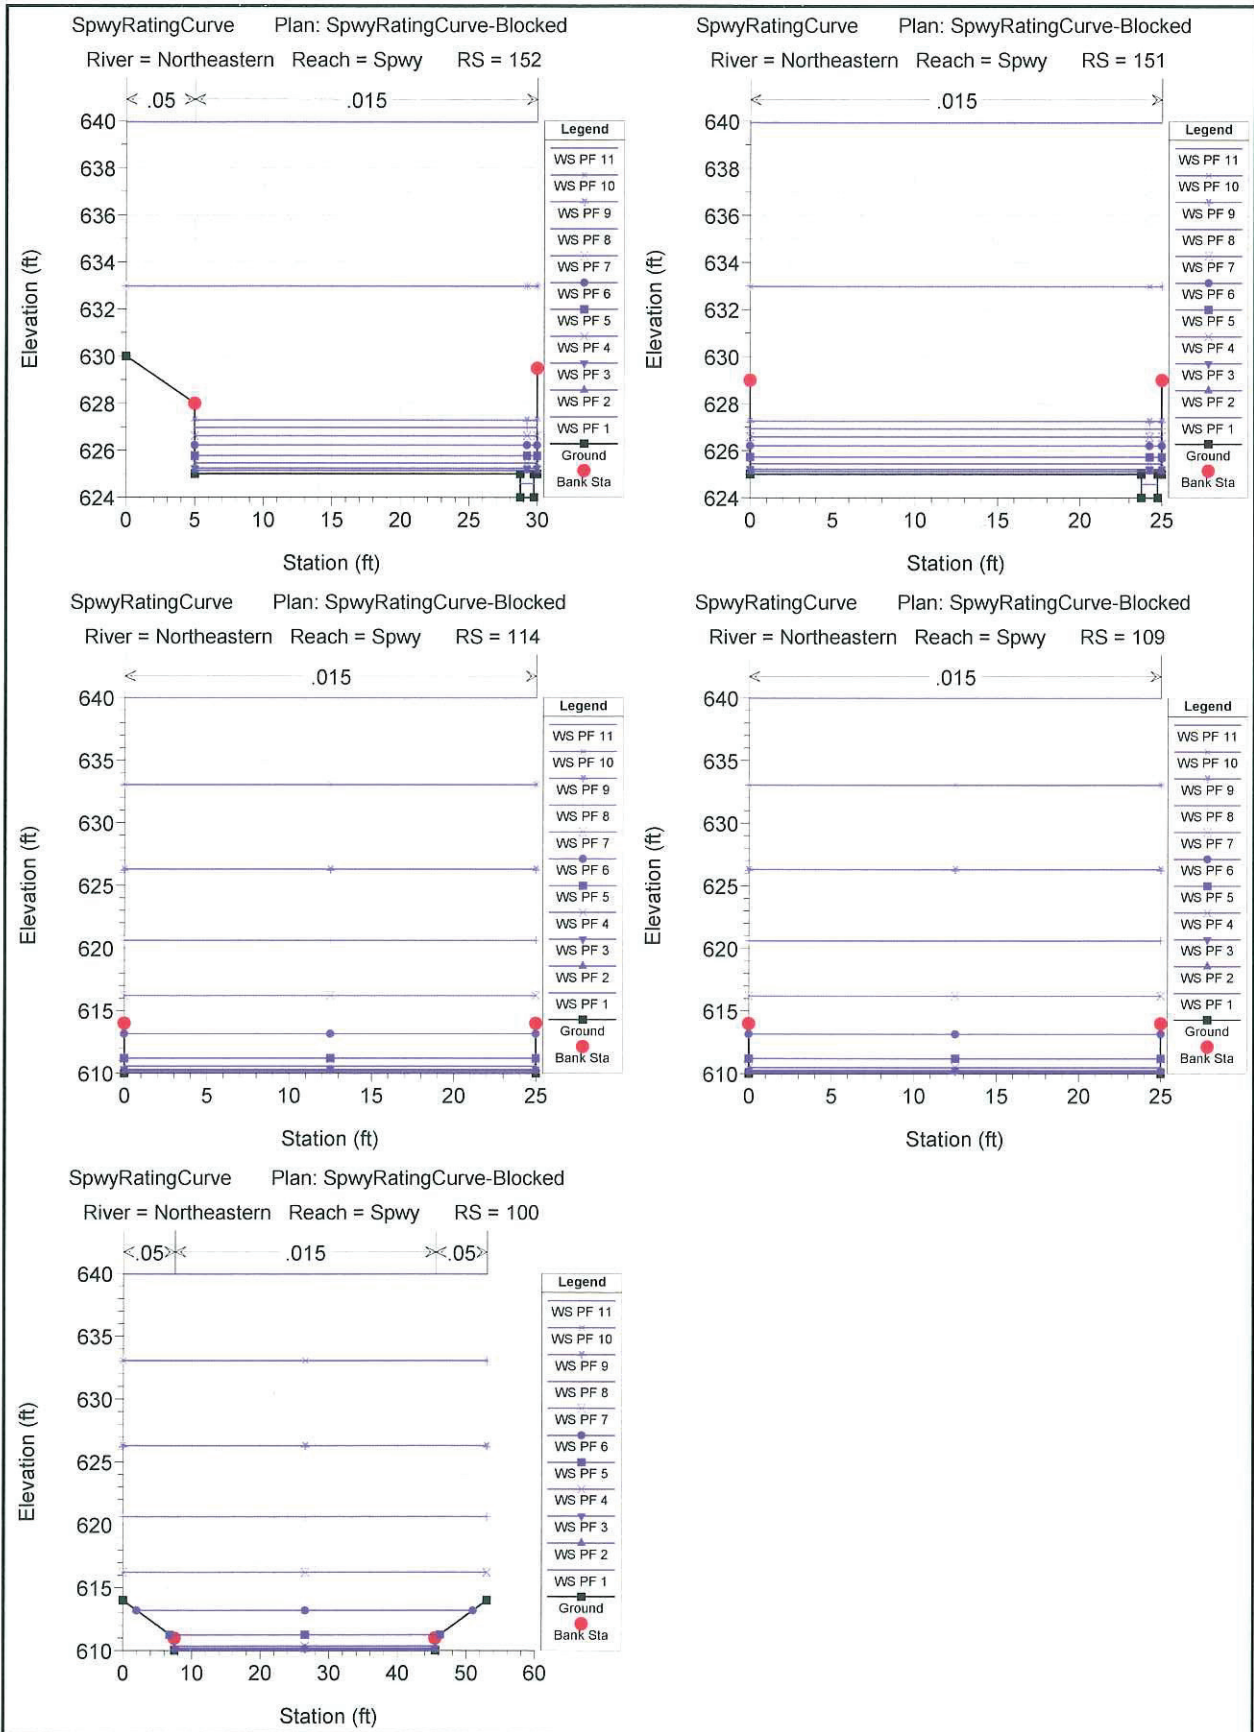 SpwyRatingCurve Plan: SpwyRatingCurve-Blocked
River = Northeastern Reach = Spwy RS = 152
.05 .015
640
638
636
634
632
630
628
626
624
Elevation (ft)
0 5 10 15 20 25 30
Station (ft)
Legend
WS PF 11
WS PF 10
WS PF 9
WS PF 8
WS PF 7
WS PF 6
WS PF 5
WS PF 4
WS PF 3
WS PF 2
WS PF 1
Ground
Bank Sta
SpwyRatingCurve Plan: SpwyRatingCurve-Blocked
River = Northeastern Reach = Spwy RS = 151
.015
640
638
636
634
632
630
628
626
624
Elevation (ft)
0 5 10 15 20 25
Station (ft)
Legend
WS PF 11
WS PF 10
WS PF 9
WS PF 8
WS PF 7
WS PF 6
WS PF 5
WS PF 4
WS PF 3
WS PF 2
WS PF 1
Ground
Bank Sta
SpwyRatingCurve Plan: SpwyRatingCurve-Blocked
River = Northeastern Reach = Spwy RS = 114
.015
640
635
630
625
620
615
610
Elevation (ft)
0 5 10 15 20 25
Station (ft)
Legend
WS PF 11
WS PF 10
WS PF 9
WS PF 8
WS PF 7
WS PF 6
WS PF 5
WS PF 4
WS PF 3
WS PF 2
WS PF 1
Ground
Bank Sta
SpwyRatingCurve Plan: SpwyRatingCurve-Blocked
River = Northeastern Reach = Spwy RS = 109
.015
640
635
630
625
620
615
610
Elevation (ft)
0 5 10 15 20 25
Station (ft)
Legend
WS PF 11
WS PF 10
WS PF 9
WS PF 8
WS PF 7
WS PF 6
WS PF 5
WS PF 4
WS PF 3
WS PF 2
WS PF 1
Ground
Bank Sta
SpwyRatingCurve Plan: SpwyRatingCurve-Blocked
River = Northeastern Reach = Spwy RS = 100
.05 .015 .05
640
635
630
625
620
615
610
Elevation (ft)
0 10 20 30 40 50 60
Station (ft)
Legend
WS PF 11
WS PF 10
WS PF 9
WS PF 8
WS PF 7
WS PF 6
WS PF 5
WS PF 4
WS PF 3
WS PF 2
WS PF 1
Ground
Bank Sta